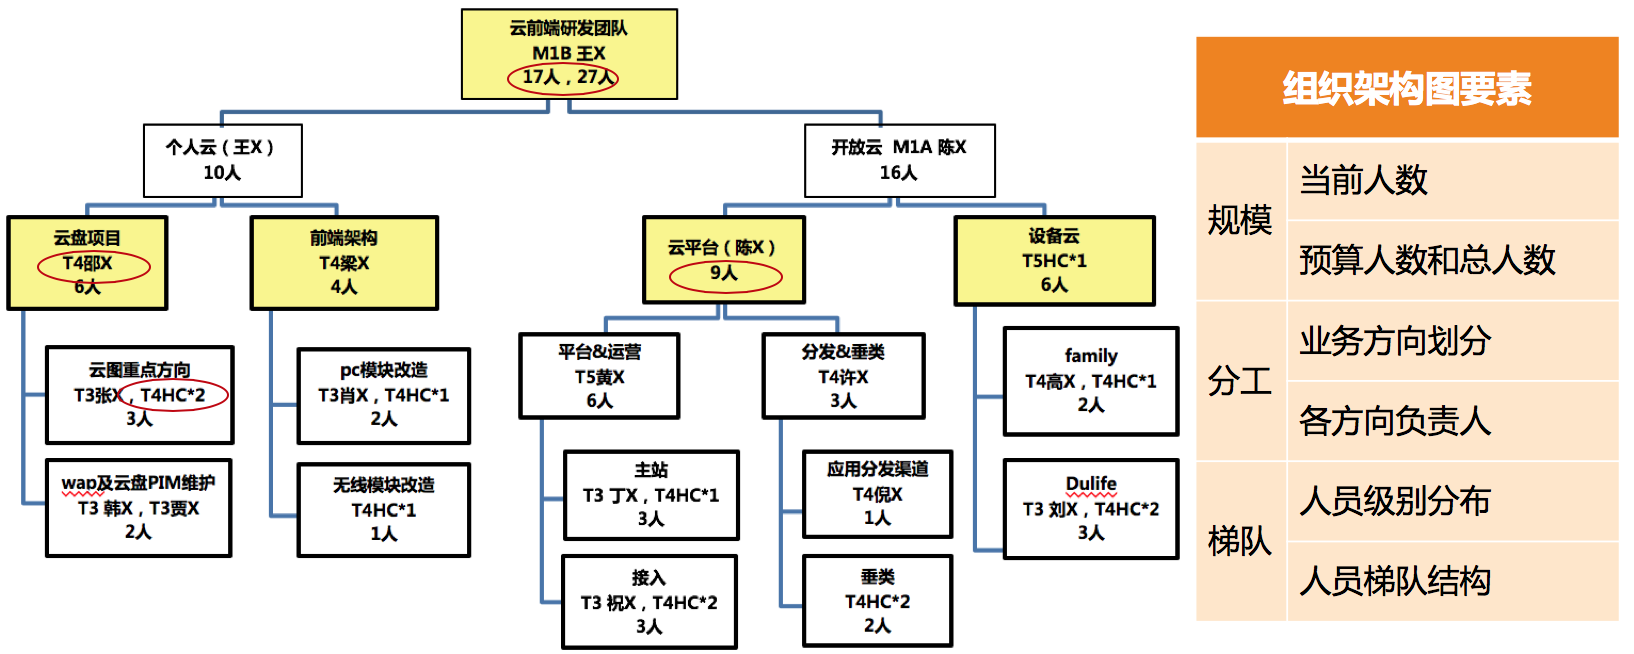 云前端研发团队
M1B 王X
17人，27人
个人云（王X）
10人
开放云 M1A 陈X
16人
云盘项目
T4邵X
6人
前端架构
T4梁X
4人
云平台（陈X）
9人
设备云
T5HC*1
6人
云图重点方向
T3张X，T4HC*2
3人
wap及云盘PIM维护
T3 韩X，T3贾X
2人
pc模块改造
T3肖X，T4HC*1
2人
无线模块改造
T4HC*1
1人
平台&运营
T5黄X
6人
分发&垂类
T4许X
3人
主站
T3 丁X，T4HC*1
3人
接入
T3 祝X，T4HC*2
3人
应用分发渠道
T4倪X
1人
垂类
T4HC*2
2人
family
T4高X，T4HC*1
2人
Dulife
T3 刘X，T4HC*2
3人
组织架构图要素
规模
当前人数
预算人数和总人数
分工
业务方向划分
各方向负责人
梯队
人员级别分布
人员梯队结构